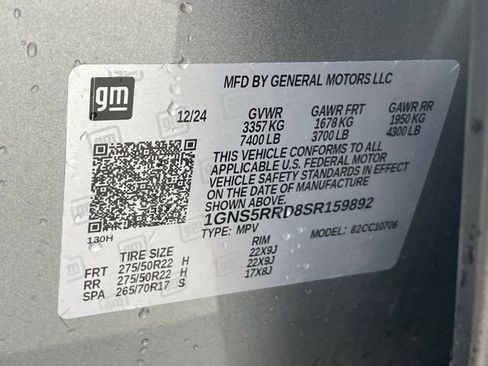 gm
MFD BY GENERAL MOTORS LLC
12/24 GVWR GAWR FRT GAWR RR
3357 KG 1678 KG 1950 KG
7400 LB 3700 LB 4300 LB
THIS VEHICLE CONFORMS TO ALL
APPLICABLE U.S. FEDERAL MOTOR
VEHICLE SAFETY STANDARDS IN EFFECT
ON THE DATE OF MANUFACTURE
SHOWN ABOVE.
1GNS5RRD8SR159892
130H TYPE: MPV MODEL: 82CC10706
TIRE SIZE RIM
FRT 275/50R22 H 22X9J
RR 275/50R22 H 22X9J
SPA 265/70R17 S 17X8J